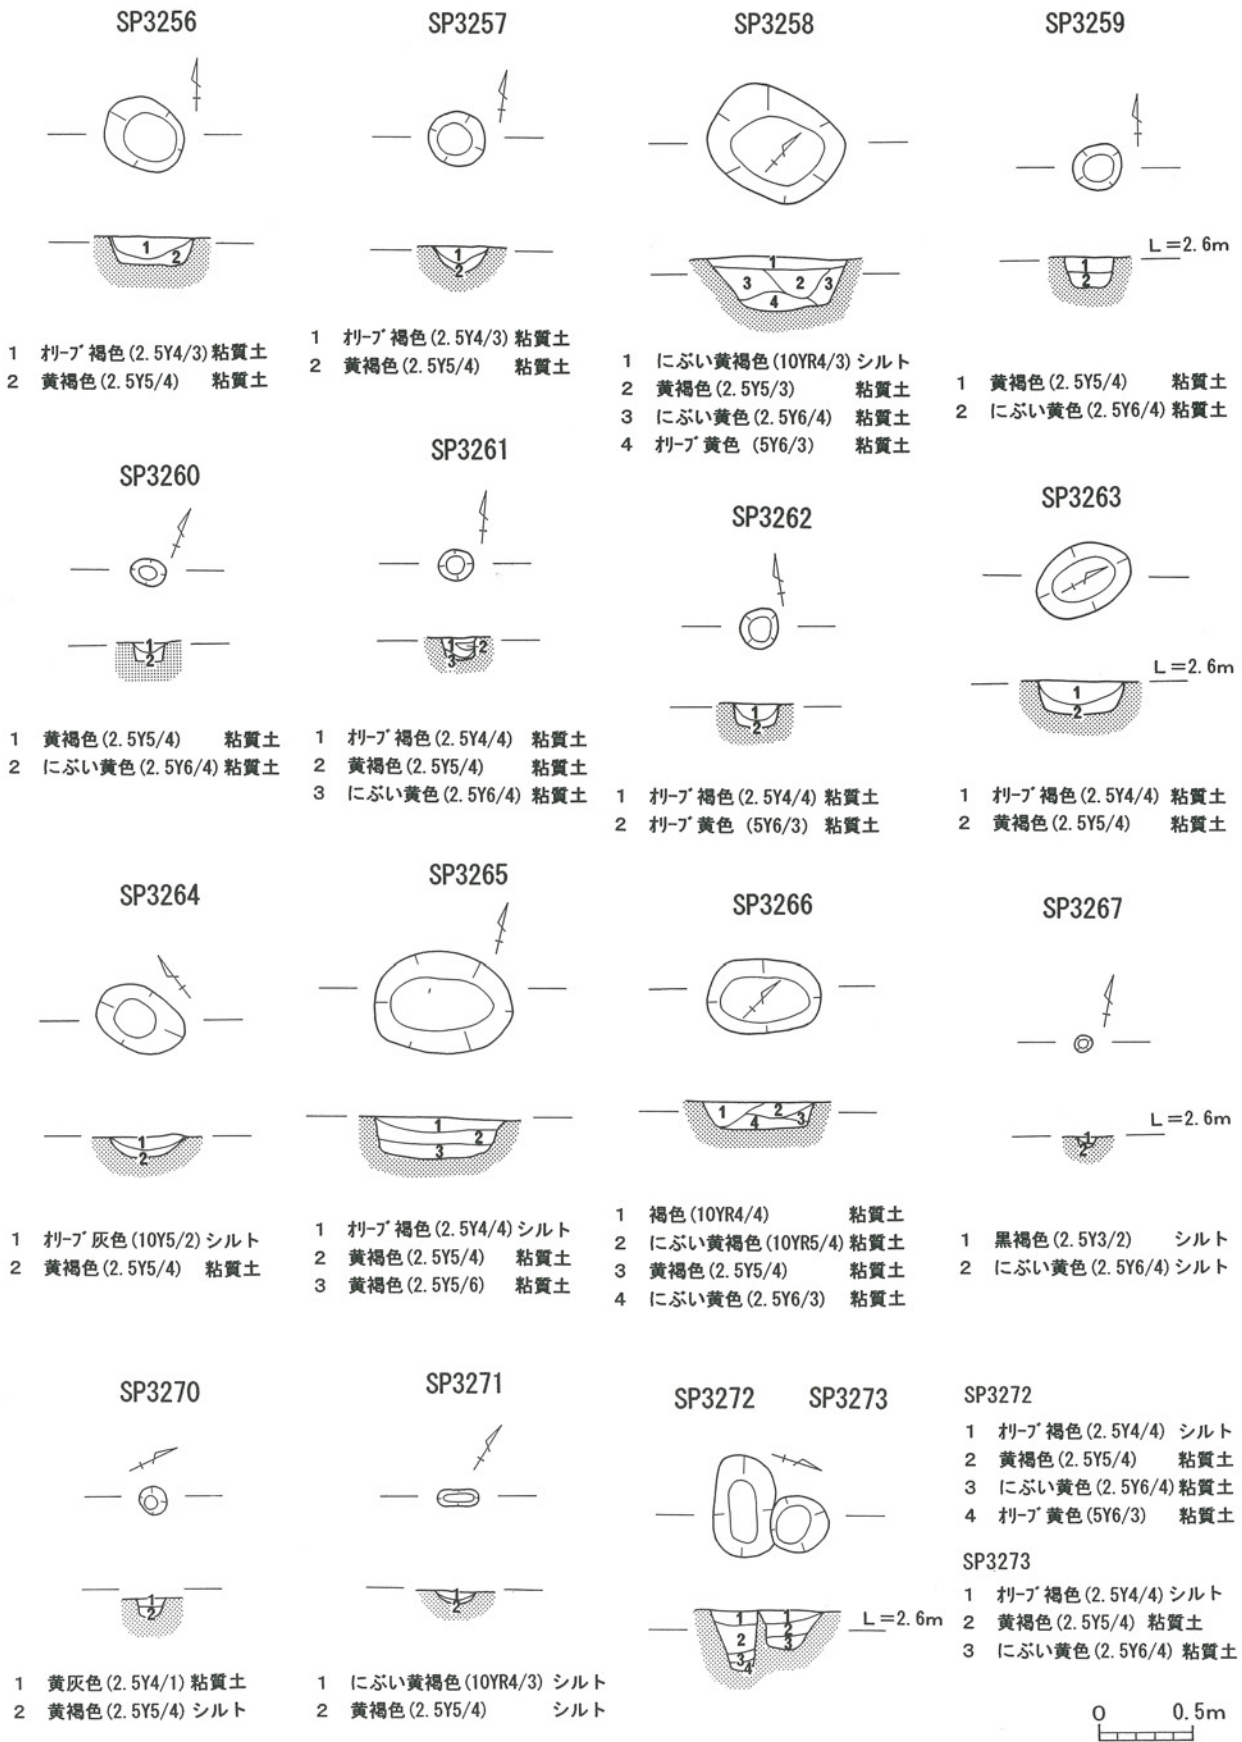 SP3256
1
2
1 オリーブ褐色(2.5Y4/3)粘質土
2 黄褐色(2.5Y5/4) 粘質土
SP3257
1
2
1 オリーブ褐色(2.5Y4/3) 粘質土
2 黄褐色(2.5Y5/4) 粘質土
SP3258
1
3 2 3
4
1 にぶい黄褐色(10YR4/3) シルト
2 黄褐色(2.5Y5/3) 粘質土
3 にぶい黄色(2.5Y6/4) 粘質土
4 オリーブ黄色 (5Y6/3) 粘質土
SP3259
L=2.6m
1
2
1 黄褐色(2.5Y5/4) 粘質土
2 にぶい黄色(2.5Y6/4) 粘質土
SP3260
1
2
1 黄褐色(2.5Y5/4) 粘質土
2 にぶい黄色(2.5Y6/4) 粘質土
SP3261
1 2
3
1 オリーブ褐色(2.5Y4/4) 粘質土
2 黄褐色(2.5Y5/4) 粘質土
3 にぶい黄色(2.5Y6/4) 粘質土
SP3262
1
2
1 オリーブ褐色(2.5Y4/4) 粘質土
2 オリーブ黄色 (5Y6/3) 粘質土
SP3263
L=2.6m
1
2
1 オリーブ褐色(2.5Y4/4) 粘質土
2 黄褐色(2.5Y5/4) 粘質土
SP3264
1
2
1 オリーブ灰色(10Y5/2) シルト
2 黄褐色(2.5Y5/4) 粘質土
SP3265
1
2
3
1 オリーブ褐色(2.5Y4/4) シルト
2 黄褐色(2.5Y5/4) 粘質土
3 黄褐色(2.5Y5/6) 粘質土
SP3266
1 2
4 3
1 褐色(10YR4/4) 粘質土
2 にぶい黄褐色(10YR5/4) 粘質土
3 黄褐色(2.5Y5/4) 粘質土
4 にぶい黄色(2.5Y6/3) 粘質土
SP3267
L=2.6m
1
2
1 黒褐色(2.5Y3/2) シルト
2 にぶい黄色(2.5Y6/4) シルト
SP3270
1
2
1 黄灰色(2.5Y4/1) 粘質土
2 黄褐色(2.5Y5/4) シルト
SP3271
1
2
1 にぶい黄褐色(10YR4/3) シルト
2 黄褐色(2.5Y5/4) シルト
SP3272 SP3273
L=2.6m
1 1
2 2
3 3
4
SP3272
1 オリーブ褐色(2.5Y4/4) シルト
2 黄褐色(2.5Y5/4) 粘質土
3 にぶい黄色(2.5Y6/4) 粘質土
4 オリーブ黄色(5Y6/3) 粘質土
SP3273
1 オリーブ褐色(2.5Y4/4) シルト
2 黄褐色(2.5Y5/4) 粘質土
3 にぶい黄色(2.5Y6/4) 粘質土
0 0.5m